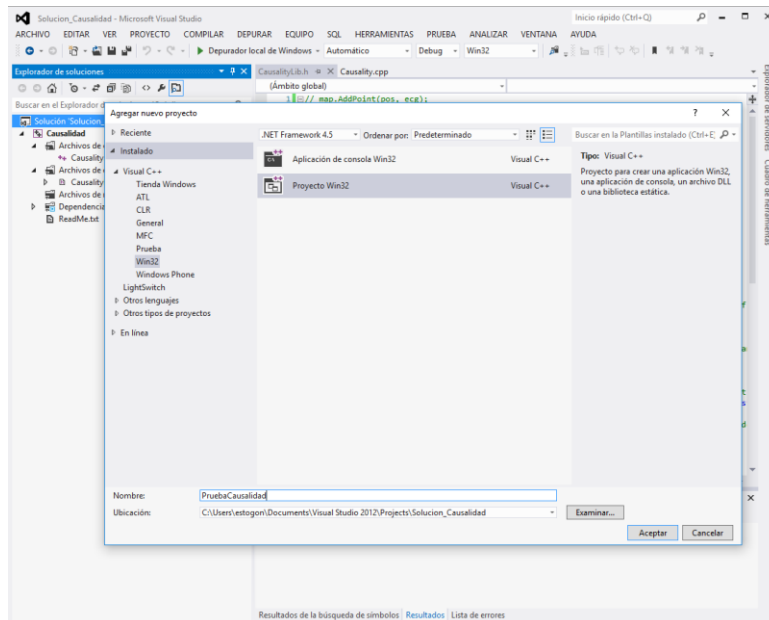 Solucion_Causalidad - Microsoft Visual Studio
Inicio rápido (Ctrl+Q)
ARCHIVO EDITAR VER PROYECTO COMPILAR DEPURAR EQUIPO SQL HERRAMIENTAS PRUEBA ANALIZAR VENTANA AYUDA
Depurador local de Windows Automático Debug Win32
Explorador de soluciones
CausalityLib.h Causality.cpp
(Ámbito global)
Buscar en el Explorador d
1 // map.AddPoint(pos, ecg);
Solución 'Solucion_
Causalidad
Archivos de
Causality
Archivos de
Causality
Archivos de
Dependencia
ReadMe.txt
Agregar nuevo proyecto
Reciente
Instalado
Visual C++
Tienda Windows
ATL
CLR
General
MFC
Prueba
Win32
Windows Phone
LightSwitch
Otros lenguajes
Otros tipos de proyectos
En línea
.NET Framework 4.5 Ordenar por: Predeterminado
Aplicación de consola Win32 Visual C++
Proyecto Win32 Visual C++
Buscar en la Plantillas instalado (Ctrl+E)
Tipo: Visual C++
Proyecto para crear una aplicación Win32,
una aplicación de consola, un archivo DLL
o una biblioteca estática.
Nombre: PruebaCausalidad
Ubicación: C:\Users\estogon\Documents\Visual Studio 2012\Projects\Solucion_Causalidad
Examinar...
Aceptar Cancelar
Explorador de servidores
Cuadro de herramientas
Resultados de la búsqueda de símbolos Resultados Lista de errores